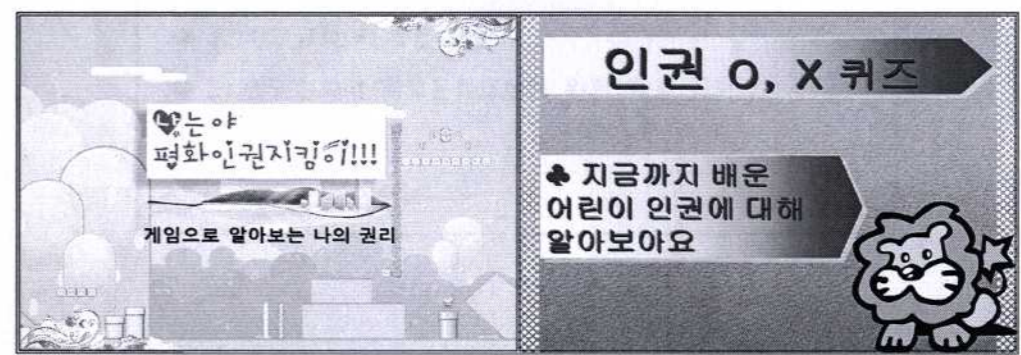 나는야
평화인권지킴이!!!
게임으로 알아보는 나의 권리
인권 O, X 퀴즈
♣ 지금까지 배운
어린이 인권에 대해
알아보아요